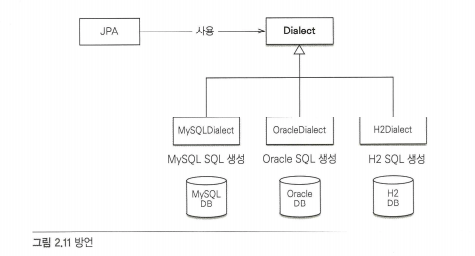 JPA
사용
Dialect
MySQLDialect
OracleDialect
H2Dialect
MySQL SQL 생성
Oracle SQL 생성
H2 SQL 생성
MySQL
DB
Oracle
DB
H2
DB
그림 2.11 방언